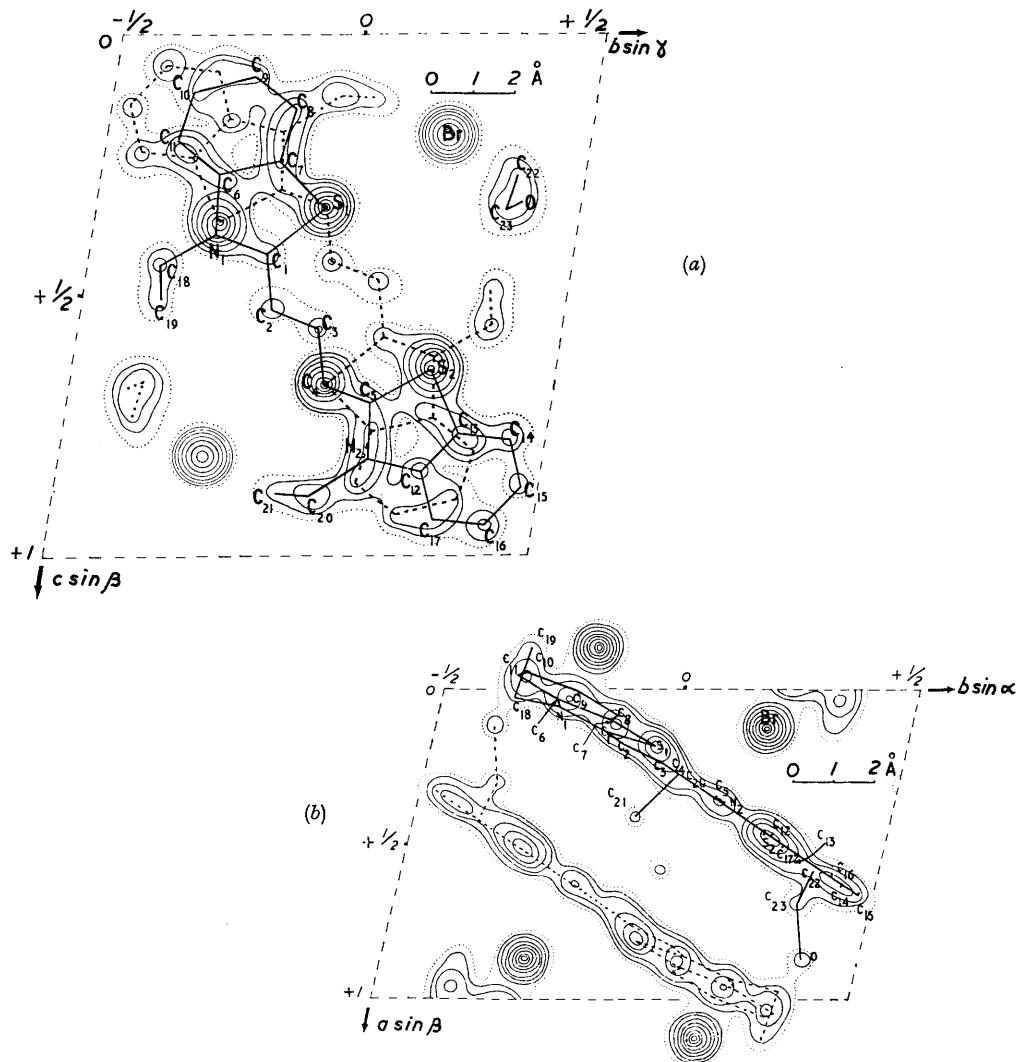 - 1/2
0
+ 1/2
0
b sin γ
C9
C10
0 1 2 Å
C8
Br
C11
C22
C7
C6
S1
O
C23
N1
C1
(a)
C18
+ 1/2
C19
C2
C3
C4
C5
S2
C13
C14
N2
C12
C15
C21
C20
C17
C16
+1
c sin β
C19
C11
C10
- 1/2
0
+ 1/2
0
b sin α
C18
C9
Br
N1
C8
C6
S1
C7
C1
C2
0 1 2 Å
C3
C4
C20
C5
N2
C21
(b)
C12
+ 1/2
C13
S2
C17
C16
C22
C23
C14
C15
O
+1
a sin β